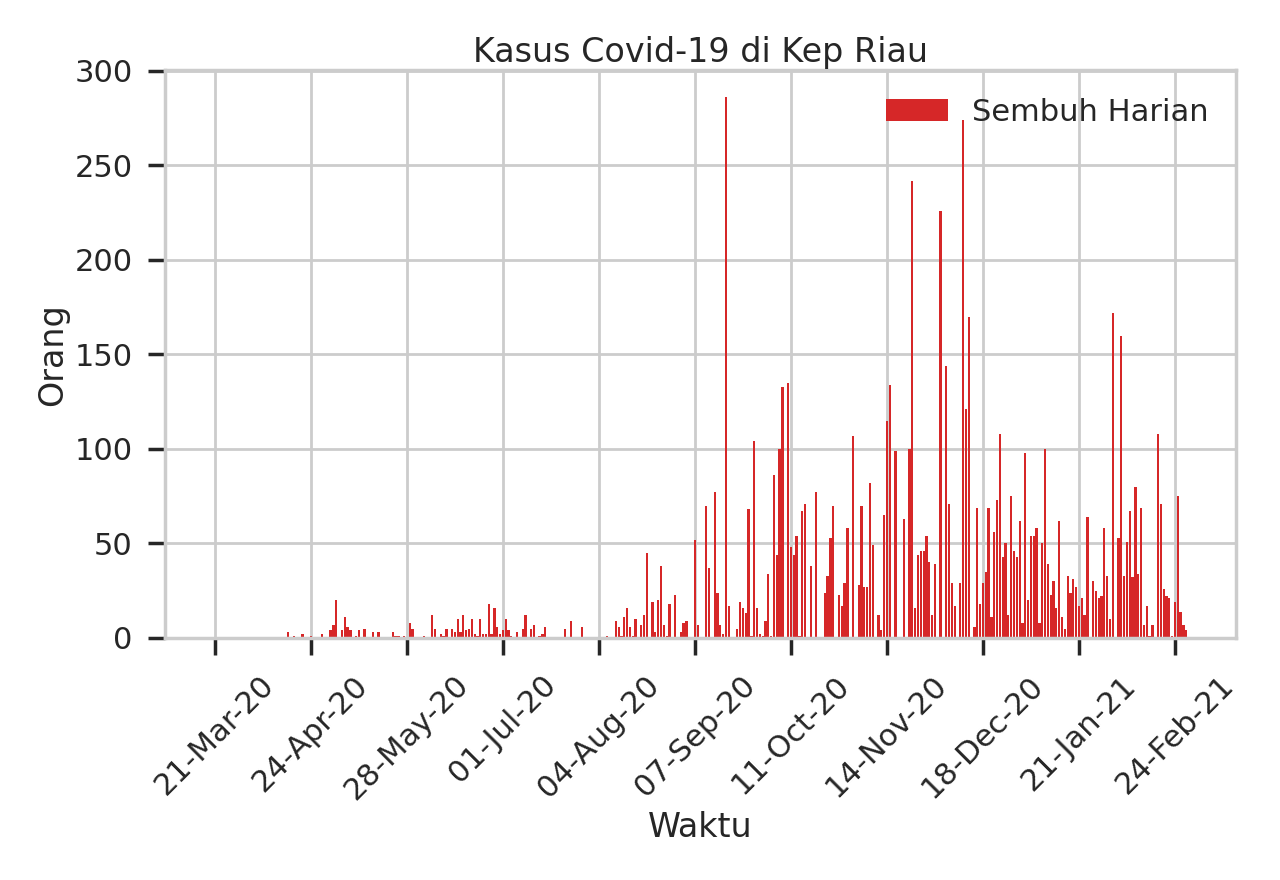 Kasus Covid-19 di Kep Riau
Sembuh Harian
Orang
300
250
200
150
100
50
0
21-Mar-20
24-Apr-20
28-May-20
01-Jul-20
04-Aug-20
07-Sep-20
11-Oct-20
14-Nov-20
18-Dec-20
21-Jan-21
24-Feb-21
Waktu